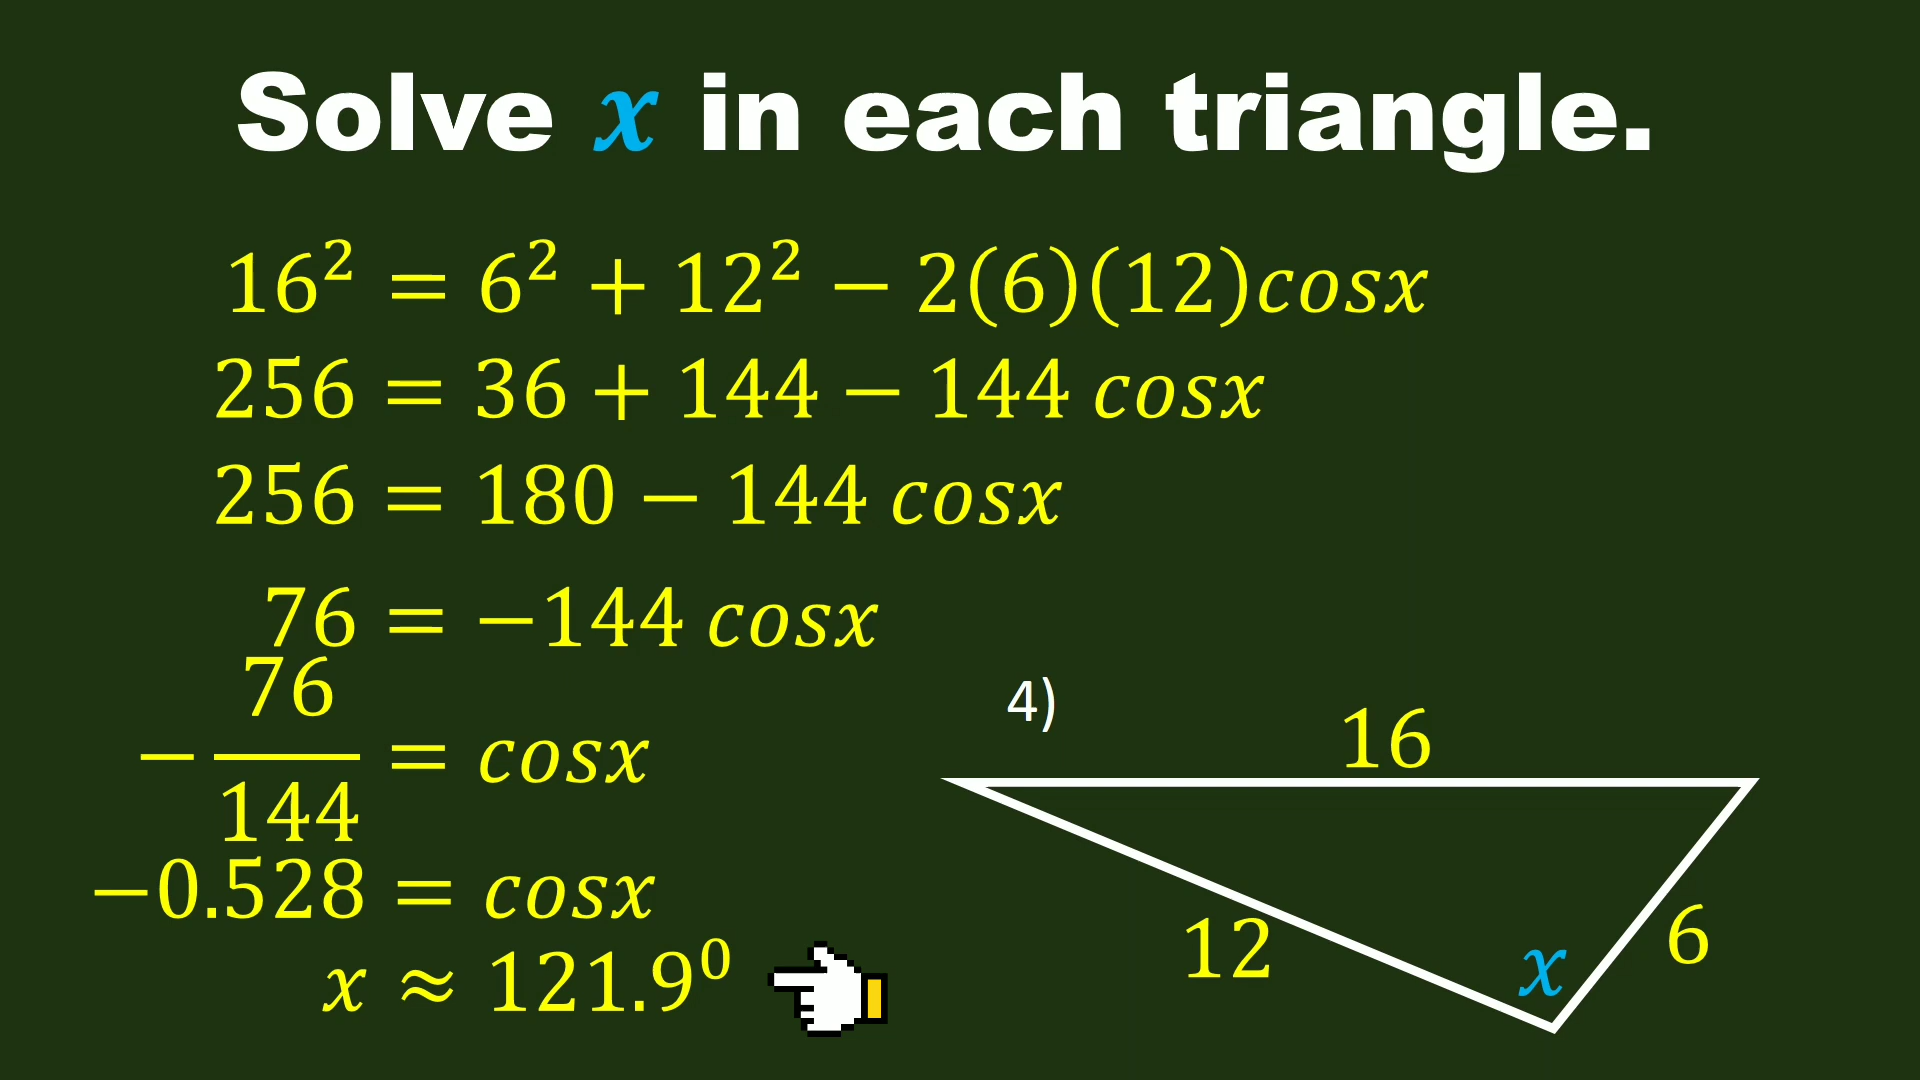 Solve x in each triangle.
16² = 6² + 12² − 2(6)(12)cosx
256 = 36 + 144 − 144 cosx
256 = 180 − 144 cosx
76 = −144 cosx
−76/144 = cosx
−0.528 = cosx
x ≈ 121.9⁰
4)
16
12
x
6